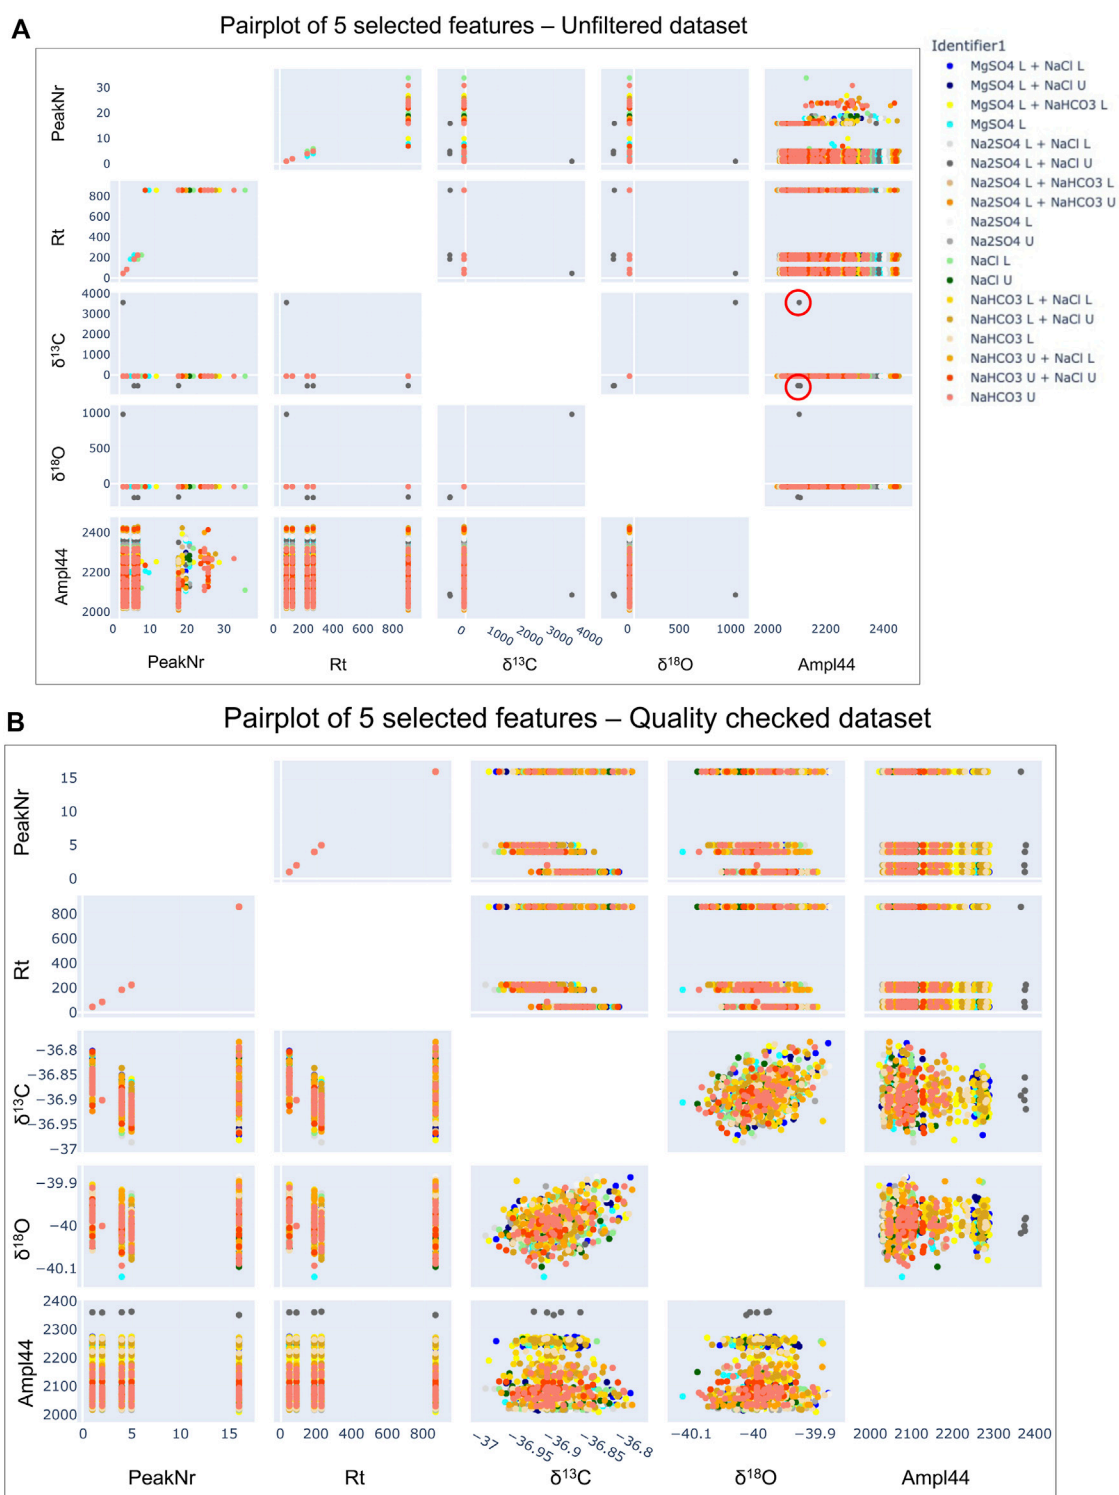 A
Pairplot of 5 selected features – Unfiltered dataset
Identifier1
MgSO4 L + NaCl L
MgSO4 L + NaCl U
MgSO4 L + NaHCO3 L
MgSO4 L
Na2SO4 L + NaCl L
Na2SO4 L + NaCl U
Na2SO4 L + NaHCO3 L
Na2SO4 L + NaHCO3 U
Na2SO4 L
Na2SO4 U
NaCl L
NaCl U
NaHCO3 L + NaCl L
NaHCO3 L + NaCl U
NaHCO3 L
NaHCO3 U + NaCl L
NaHCO3 U + NaCl U
NaHCO3 U
PeakNr
30
20
10
0
Rt
800
600
400
200
0
δ¹³C
4000
3000
2000
1000
0
δ¹⁸O
1000
500
0
Ampl44
2400
2200
2000
0 10 20 30
0 200 400 600 800
0 1000 2000 3000 4000
0 500 1000
2000 2200 2400
PeakNr Rt δ¹³C δ¹⁸O Ampl44
B
Pairplot of 5 selected features – Quality checked dataset
PeakNr
15
10
5
0
Rt
800
600
400
200
0
δ¹³C
−36.8
−36.85
−36.9
−36.95
−37
δ¹⁸O
−39.9
−40
−40.1
Ampl44
2400
2300
2200
2100
2000
0 5 10 15
0 200 400 600 800
−37 −36.95 −36.9 −36.85 −36.8
−40.1 −40 −39.9
2000 2100 2200 2300 2400
PeakNr Rt δ¹³C δ¹⁸O Ampl44